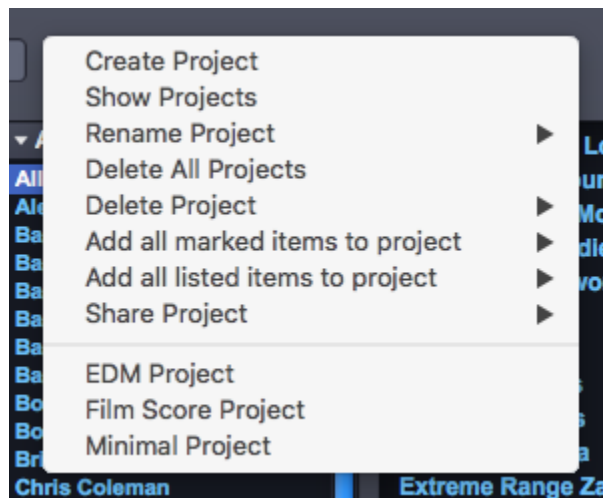 Create Project
Show Projects
Rename Project
Delete All Projects
Delete Project
Add all marked items to project
Add all listed items to project
Share Project
EDM Project
Film Score Project
Minimal Project
All
Chris Coleman
Extreme Range